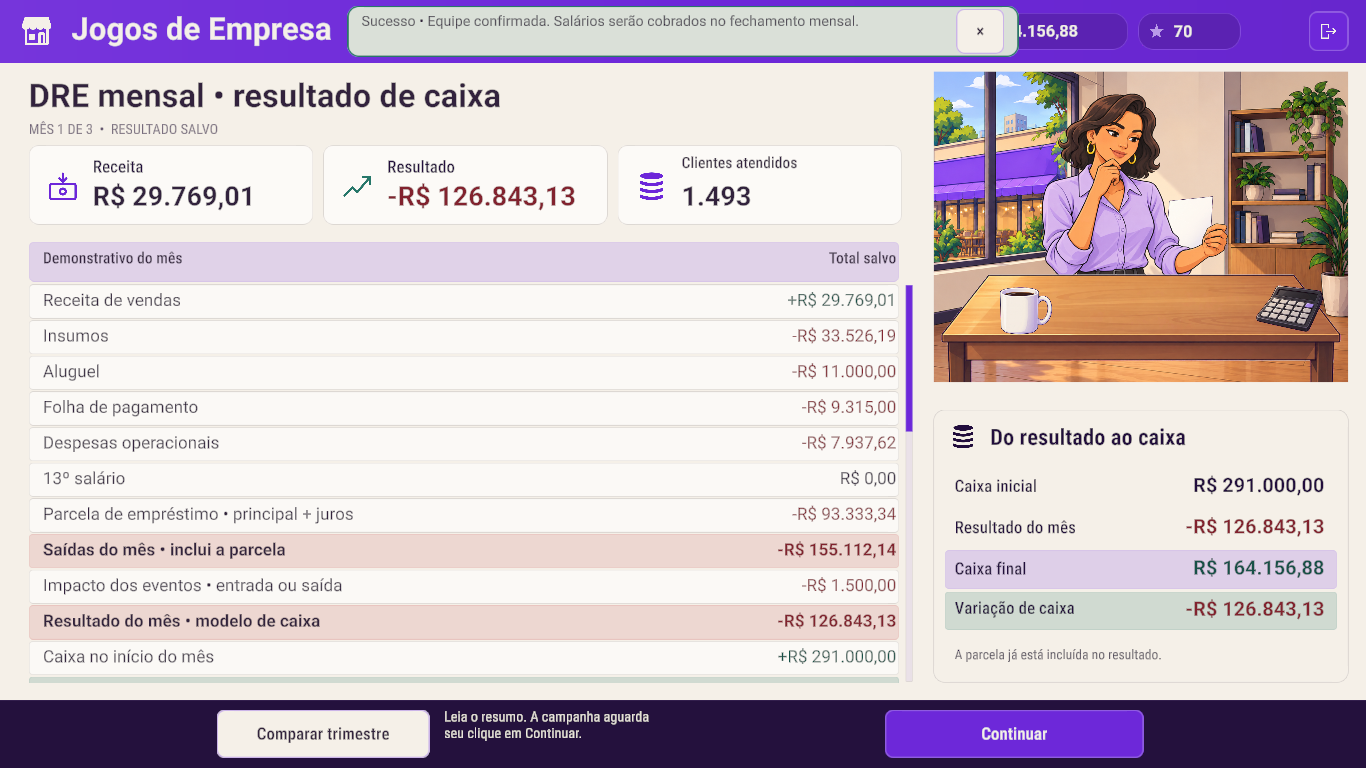 Jogos de Empresa
Sucesso • Equipe confirmada. Salários serão cobrados no fechamento mensal.
×
.156,88
70
DRE mensal • resultado de caixa
MÊS 1 DE 3 • RESULTADO SALVO
Receita
R$ 29.769,01
Resultado
-R$ 126.843,13
Clientes atendidos
1.493
Demonstrativo do mês Total salvo
Receita de vendas +R$ 29.769,01
Insumos -R$ 33.526,19
Aluguel -R$ 11.000,00
Folha de pagamento -R$ 9.315,00
Despesas operacionais -R$ 7.937,62
13º salário R$ 0,00
Parcela de empréstimo • principal + juros -R$ 93.333,34
Saídas do mês • inclui a parcela -R$ 155.112,14
Impacto dos eventos • entrada ou saída -R$ 1.500,00
Resultado do mês • modelo de caixa -R$ 126.843,13
Caixa no início do mês +R$ 291.000,00
Do resultado ao caixa
Caixa inicial R$ 291.000,00
Resultado do mês -R$ 126.843,13
Caixa final R$ 164.156,88
Variação de caixa -R$ 126.843,13
A parcela já está incluída no resultado.
Comparar trimestre
Leia o resumo. A campanha aguarda
seu clique em Continuar.
Continuar